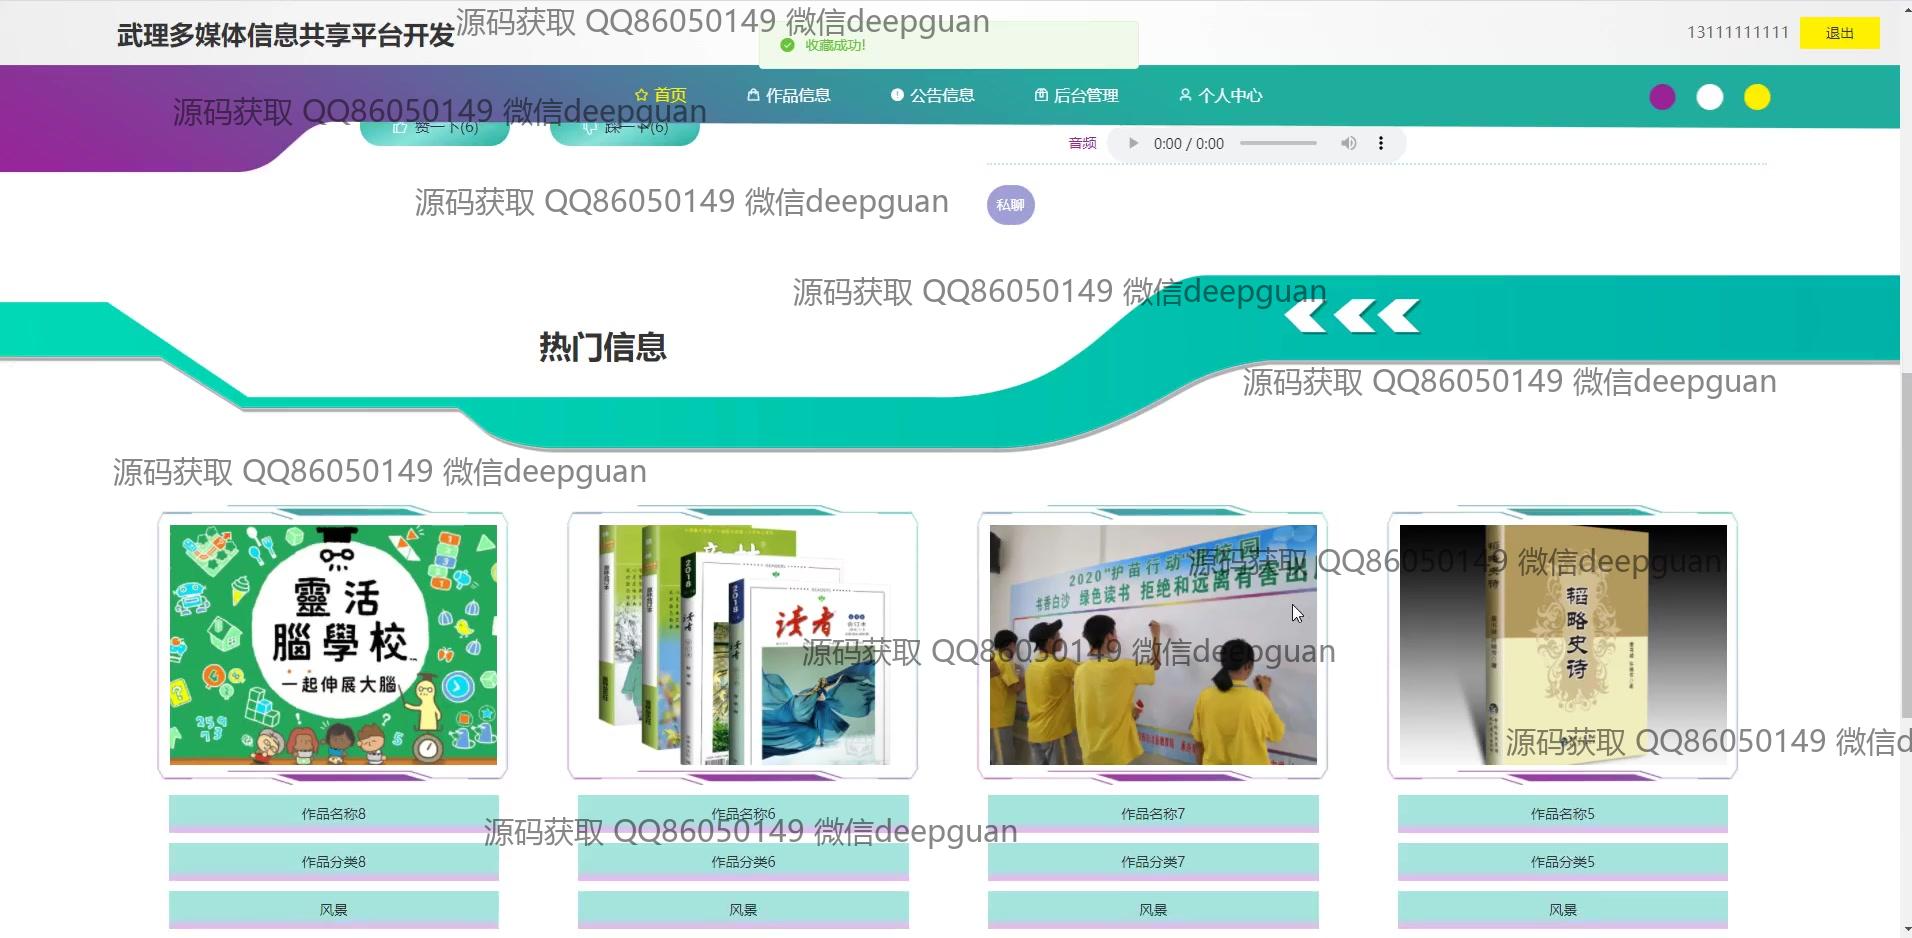 武理多媒体信息共享平台开发
源码获取 QQ86050149 微信deepguan
收藏成功!
13111111111
退出
首页
作品信息
公告信息
后台管理
个人中心
源码获取 QQ86050149 微信deepguan
赞一下(6)
踩一下(6)
音频
0:00 / 0:00
源码获取 QQ86050149 微信deepguan
私聊
源码获取 QQ86050149 微信deepguan
热门信息
源码获取 QQ86050149 微信deepguan
源码获取 QQ86050149 微信deepguan
靈活
腦學校
一起伸展大腦
2018
2018
READERS
读者
2020"护苗行动"进校园
书香白沙 绿色读书 拒绝和远离有害出
源码获取 QQ86050149 微信deepguan
韬略史诗
源码获取 QQ86050149 微信deepguan
源码获取 QQ86050149 微信d
作品名称8
作品名称6
作品名称7
作品名称5
源码获取 QQ86050149 微信deepguan
作品分类8
作品分类6
作品分类7
作品分类5
风景
风景
风景
风景